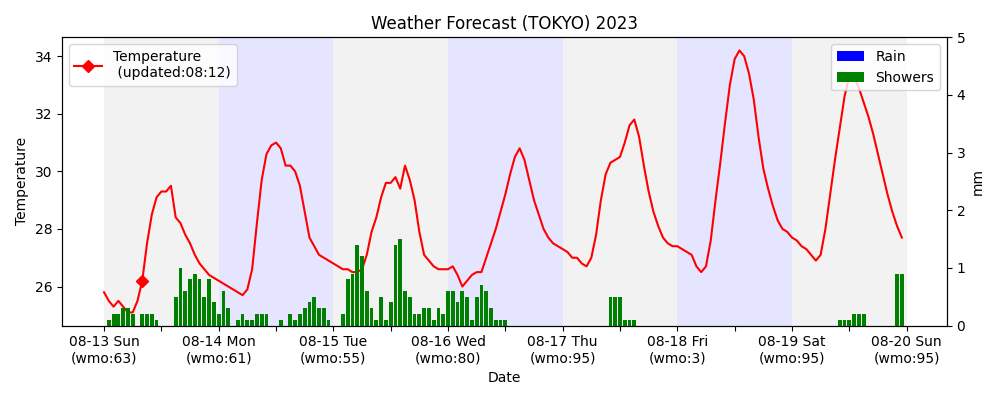 Weather Forecast (TOKYO) 2023
Temperature
(updated:08:12)
Rain
Showers
34
32
30
28
26
Temperature
5
4
3
2
1
0
mm
08-13 Sun
(wmo:63)
08-14 Mon
(wmo:61)
08-15 Tue
(wmo:55)
08-16 Wed
(wmo:80)
08-17 Thu
(wmo:95)
08-18 Fri
(wmo:3)
08-19 Sat
(wmo:95)
08-20 Sun
(wmo:95)
Date